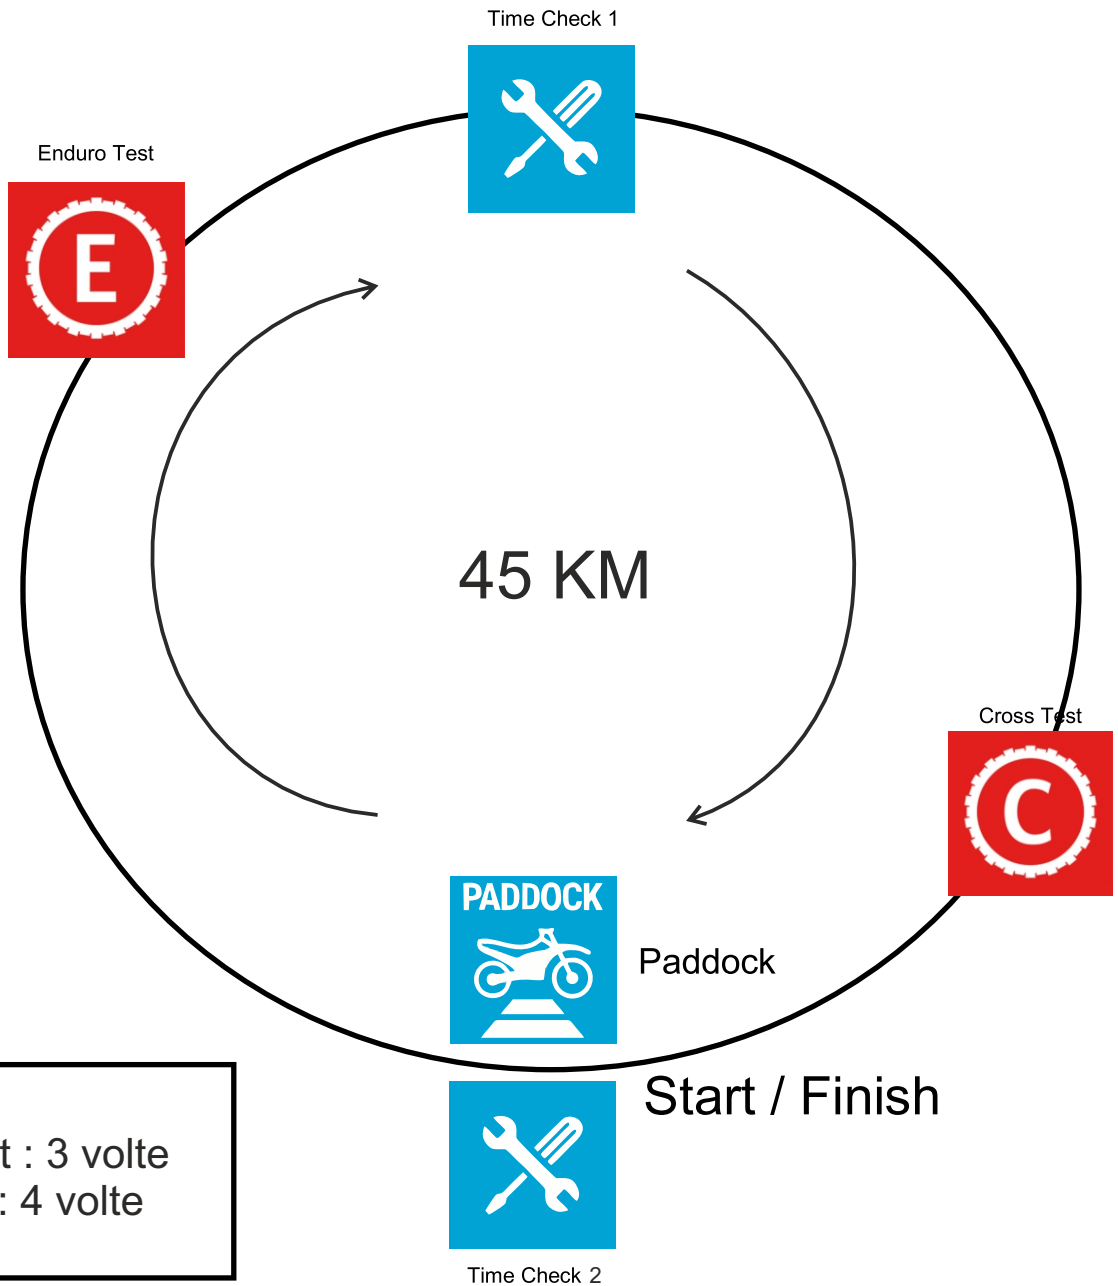 Time Check 1
Enduro Test
E
45 KM
Cross Test
C
PADDOCK
Paddock
Start / Finish
t : 3 volte
: 4 volte
Time Check 2